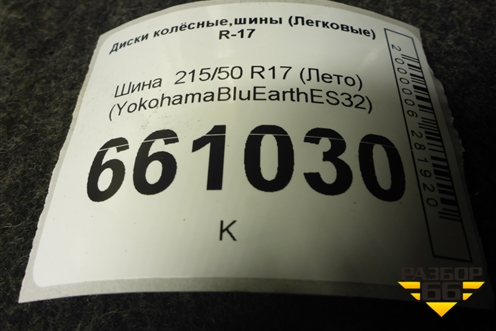 Диски колёсные,шины (Легковые)
R-17
Шина 215/50 R17 (Лето)
(YokohamaBluEarthES32)
661030
К
2000006281920
РАЗБОР
66